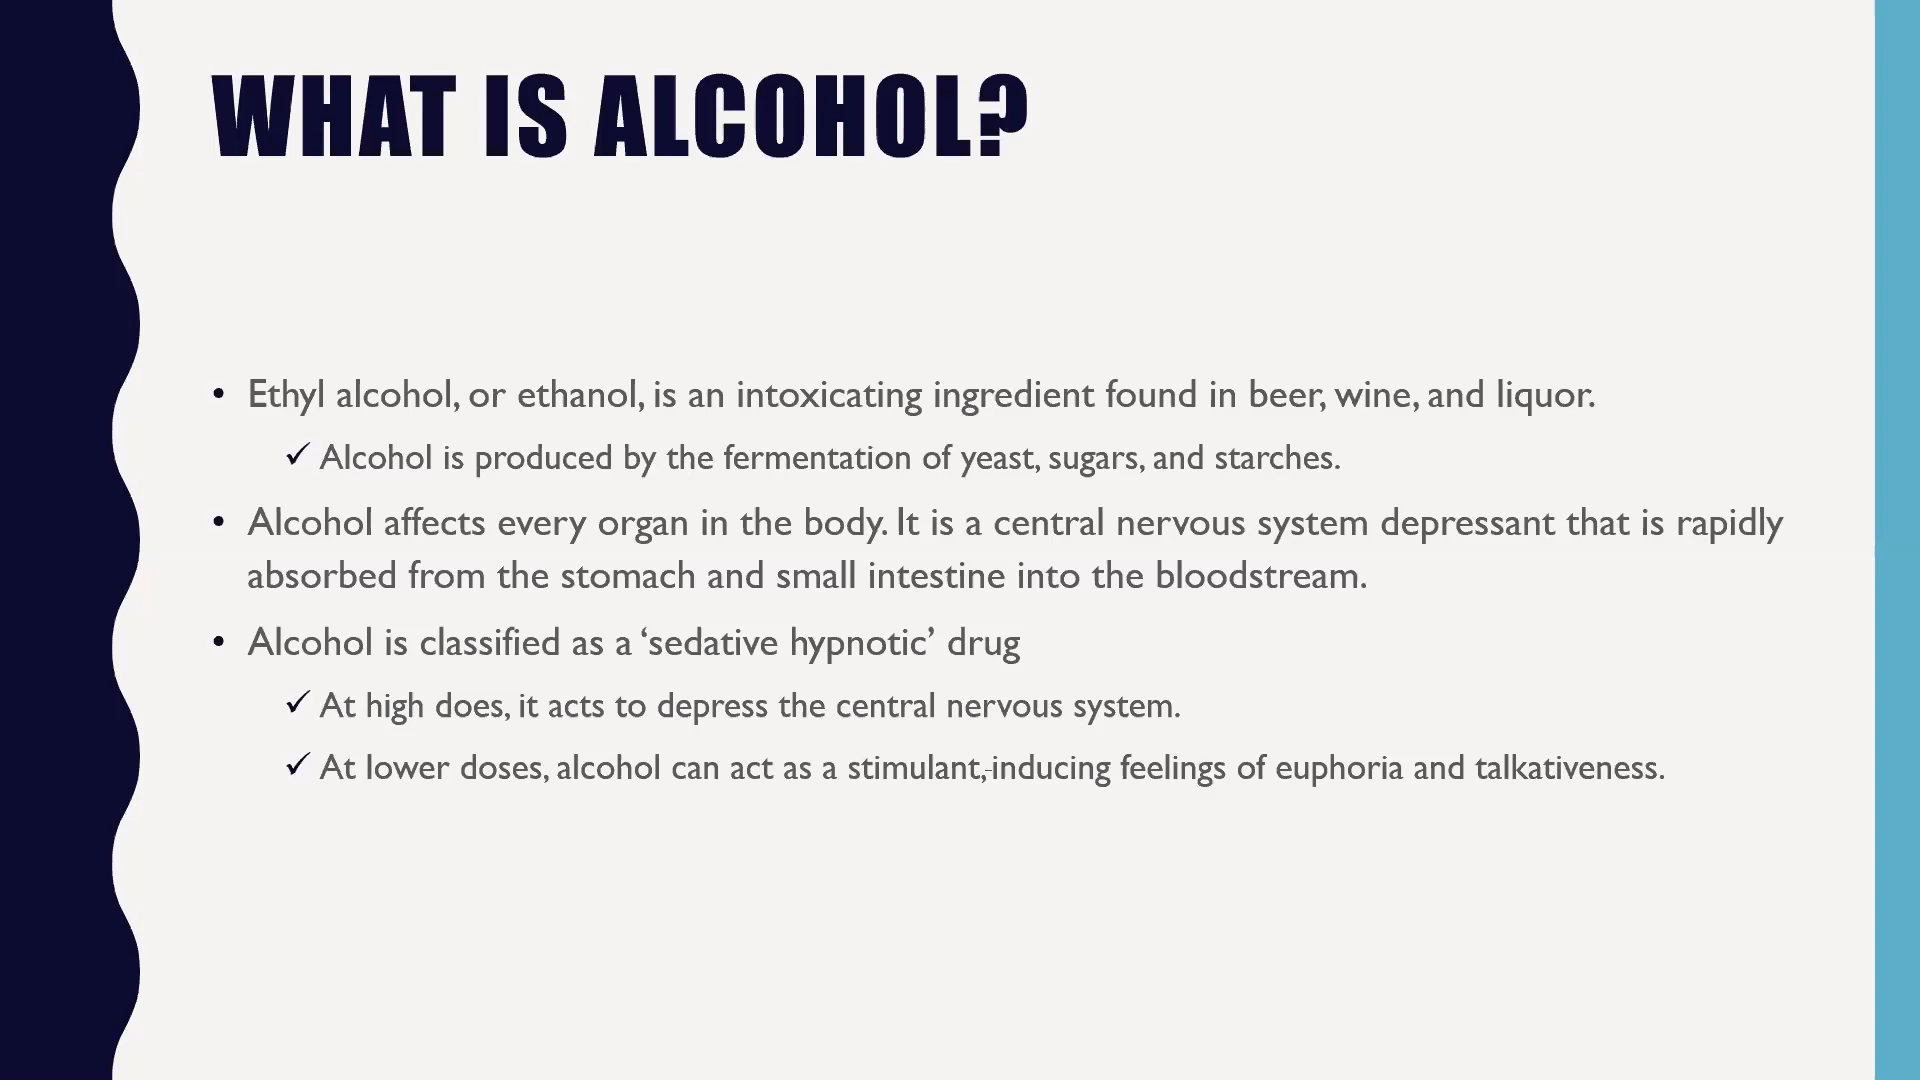 WHAT IS ALCOHOL?
• Ethyl alcohol, or ethanol, is an intoxicating ingredient found in beer, wine, and liquor.
✓ Alcohol is produced by the fermentation of yeast, sugars, and starches.
• Alcohol affects every organ in the body. It is a central nervous system depressant that is rapidly
absorbed from the stomach and small intestine into the bloodstream.
• Alcohol is classified as a ‘sedative hypnotic’ drug
✓ At high does, it acts to depress the central nervous system.
✓ At lower doses, alcohol can act as a stimulant, inducing feelings of euphoria and talkativeness.